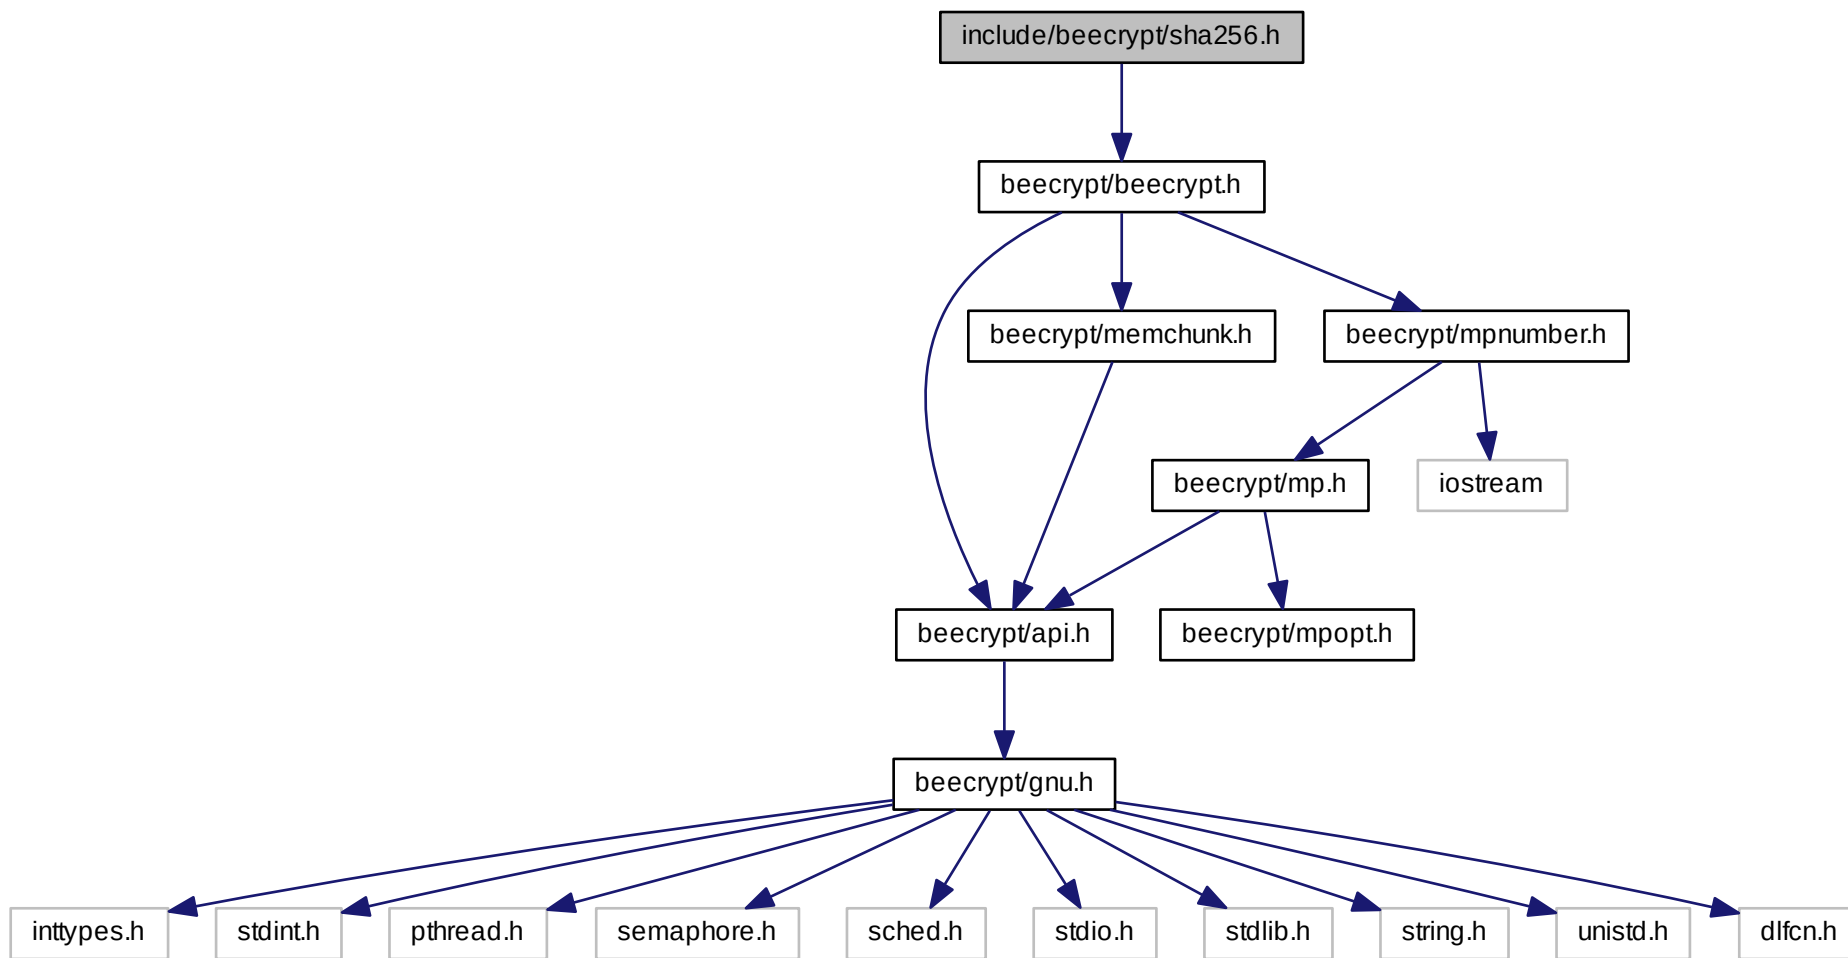 include/beecrypt/sha256.h
beecrypt/beecrypt.h
beecrypt/memchunk.h
beecrypt/mpnumber.h
beecrypt/mp.h
iostream
beecrypt/api.h
beecrypt/mpopt.h
beecrypt/gnu.h
inttypes.h
stdint.h
pthread.h
semaphore.h
sched.h
stdio.h
stdlib.h
string.h
unistd.h
dlfcn.h